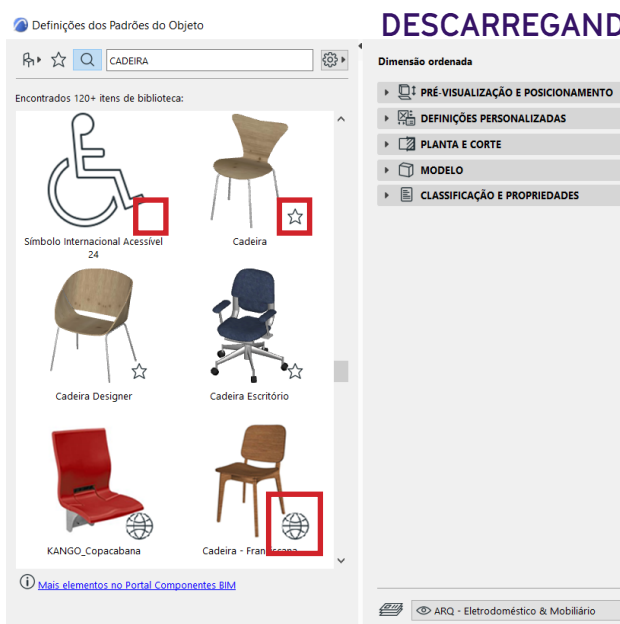 Definições dos Padrões do Objeto
CADEIRA
Encontrados 120+ itens de biblioteca:
Símbolo Internacional Acessível
24
Cadeira
Cadeira Designer
Cadeira Escritório
KANGO_Copacabana
Cadeira - Franciscana
Mais elementos no Portal Componentes BIM
DESCARREGAND
Dimensão ordenada
PRÉ-VISUALIZAÇÃO E POSICIONAMENTO
DEFINIÇÕES PERSONALIZADAS
PLANTA E CORTE
MODELO
CLASSIFICAÇÃO E PROPRIEDADES
ARQ - Eletrodoméstico & Mobiliário